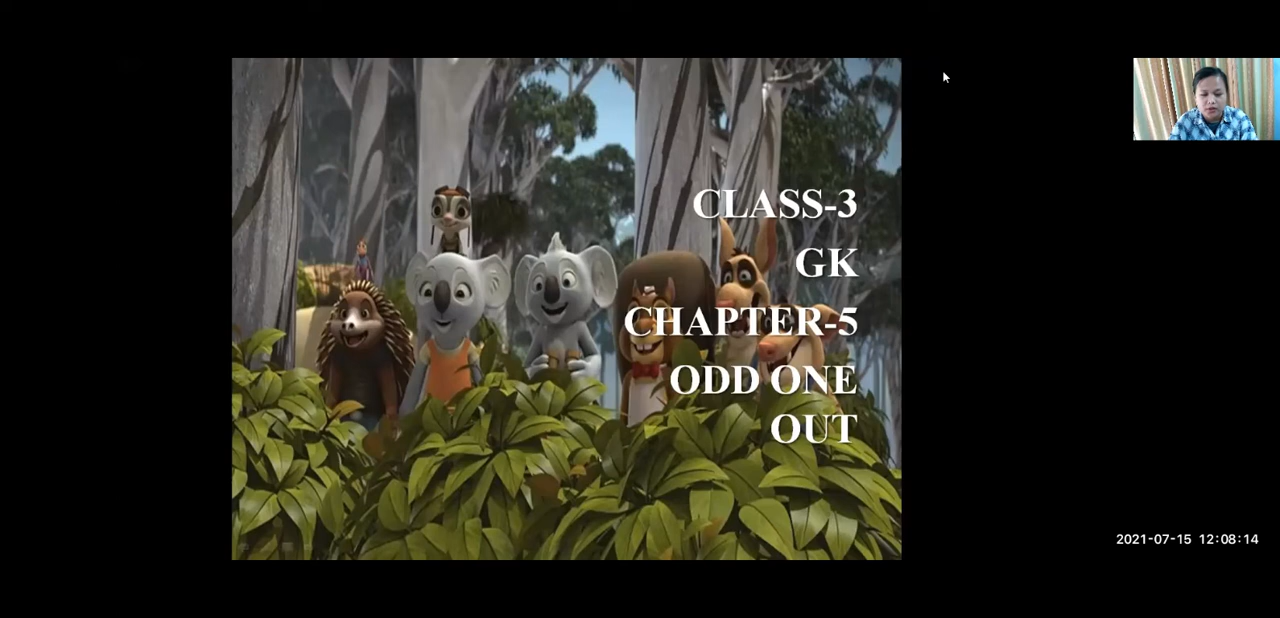 CLASS-3
GK
CHAPTER-5
ODD ONE
OUT
2021-07-15 12:08:14